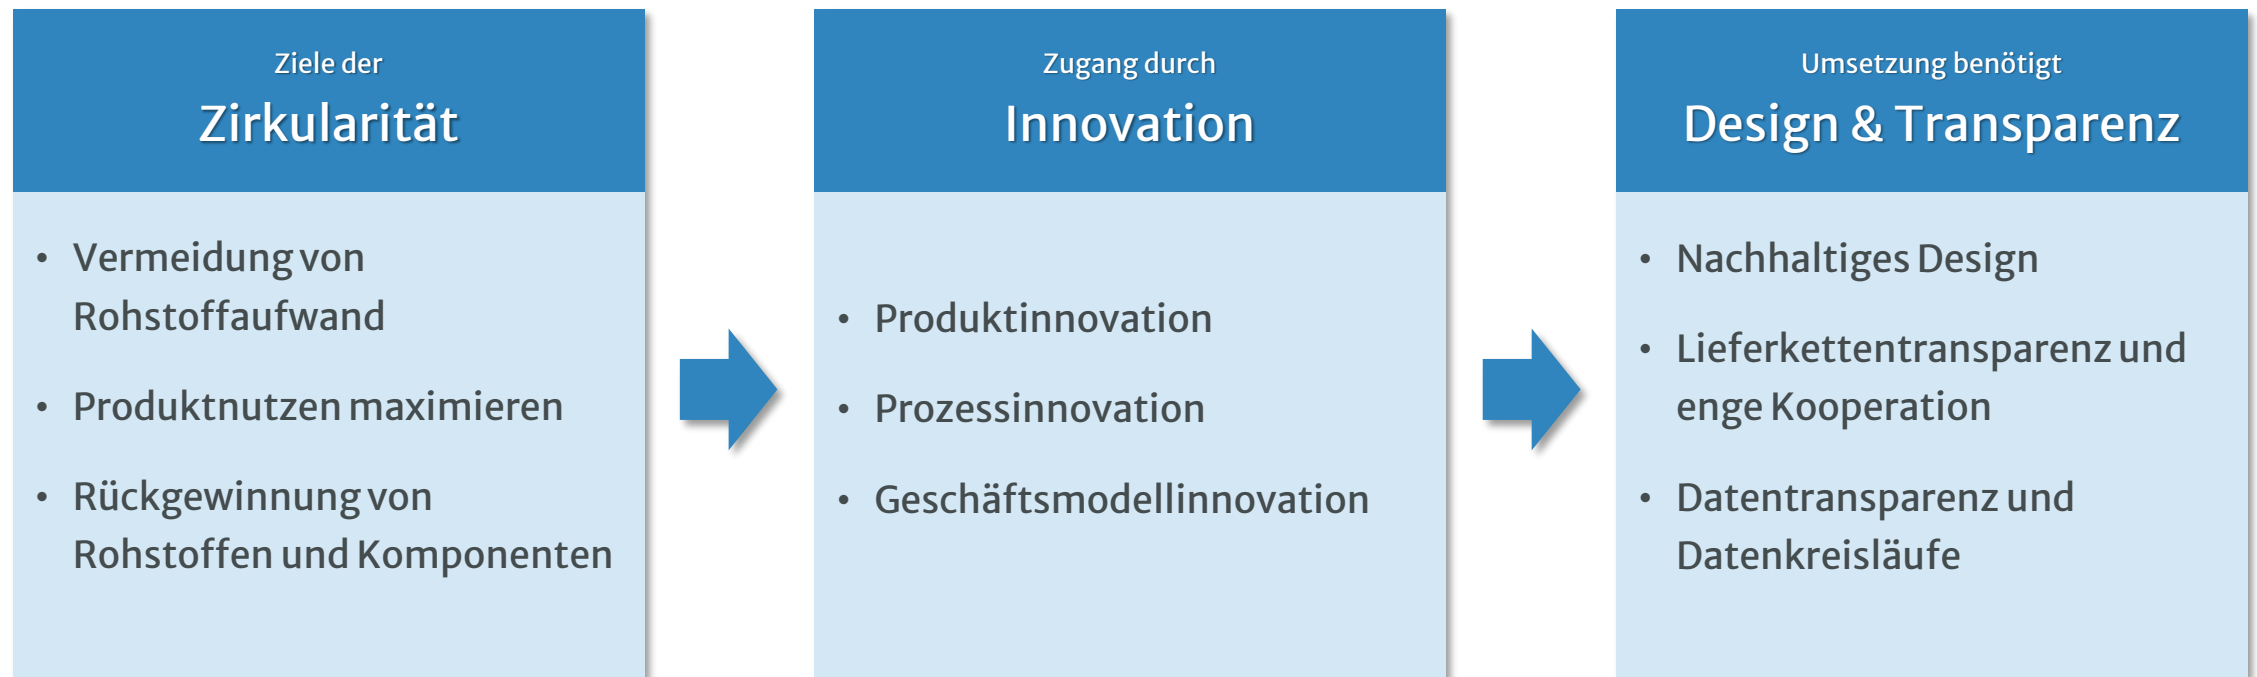 Ziele der
Zirkularität
• Vermeidung von
Rohstoffaufwand
• Produktnutzen maximieren
• Rückgewinnung von
Rohstoffen und Komponenten
Zugang durch
Innovation
• Produktinnovation
• Prozessinnovation
• Geschäftsmodellinnovation
Umsetzung benötigt
Design & Transparenz
• Nachhaltiges Design
• Lieferkettentransparenz und
enge Kooperation
• Datentransparenz und
Datenkreisläufe